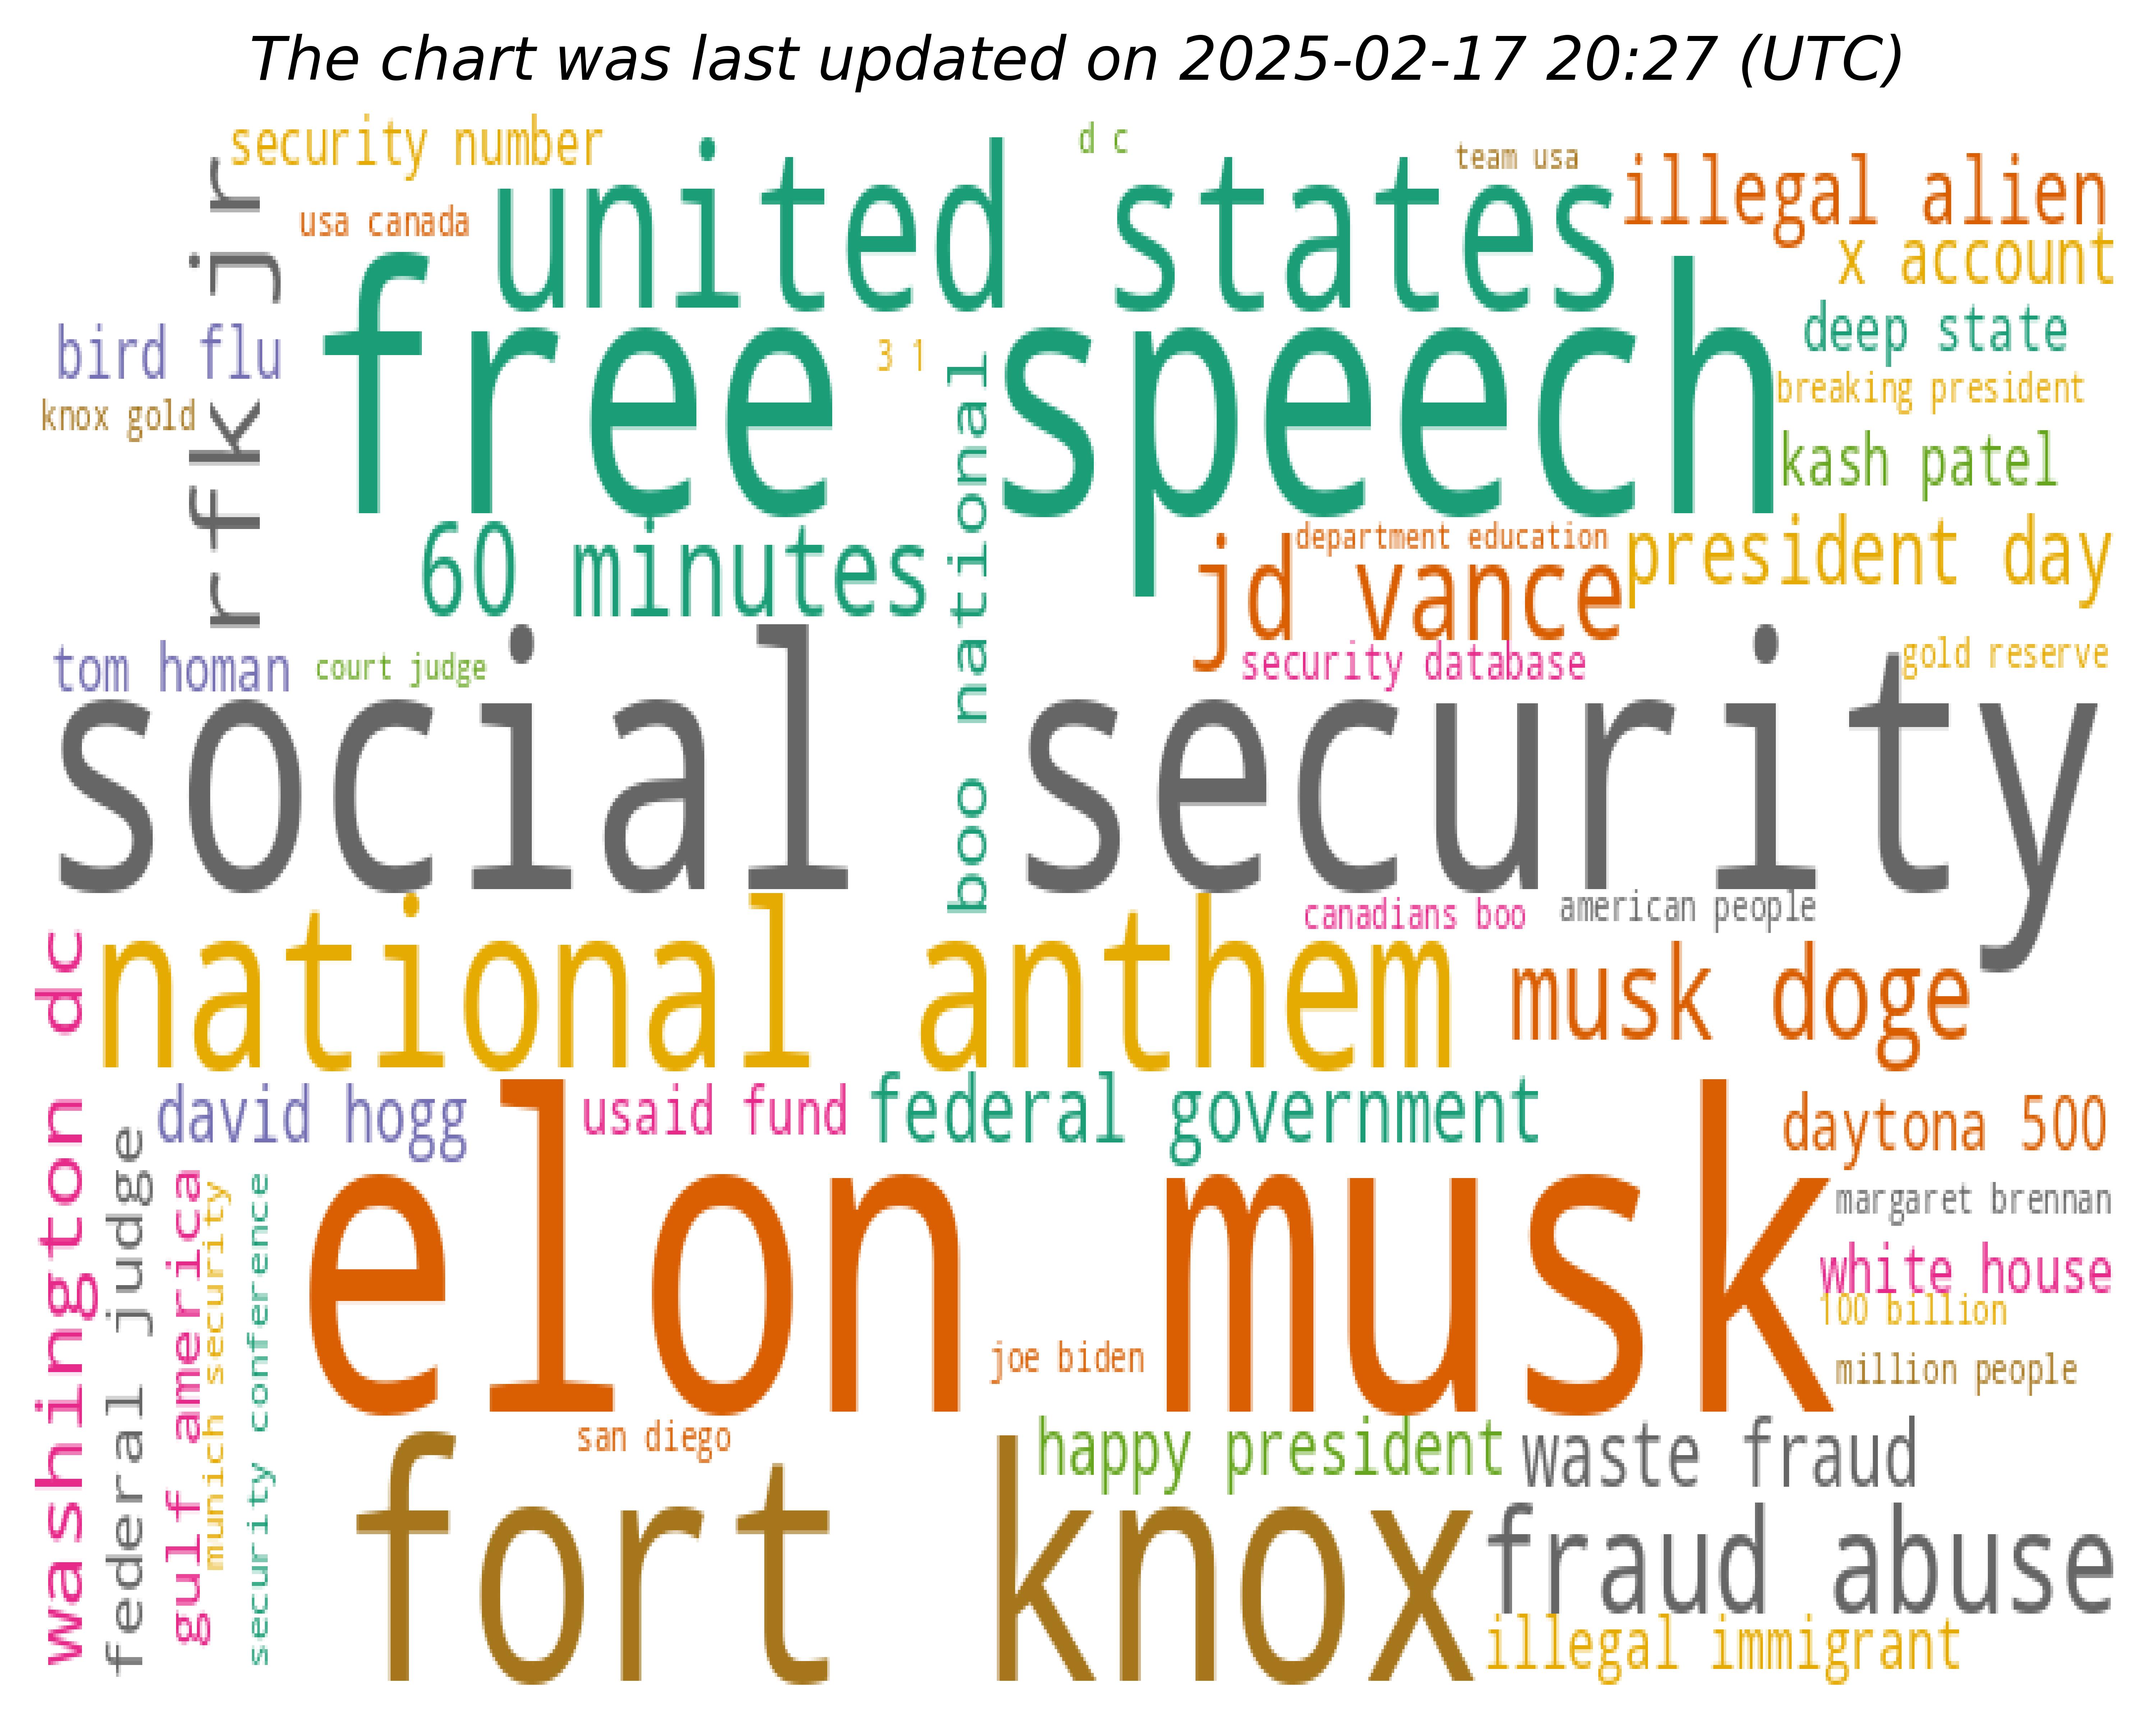 The chart was last updated on 2025-02-17 20:27 (UTC)
security number
d c
team usa
united states
illegal alien
usa canada
x account
rfk jr
free speech
bird flu
3 1
deep state
knox gold
breaking president
boo national
kash patel
60 minutes
department education
jd vance
president day
tom homan
court judge
security database
gold reserve
social security
canadians boo
american people
national anthem
musk doge
washington dc
david hogg
usaid fund
federal government
daytona 500
federal judge
gulf america
munich security
security conference
elon musk
margaret brennan
white house
100 billion
joe biden
million people
san diego
happy president
waste fraud
fort knox
fraud abuse
illegal immigrant